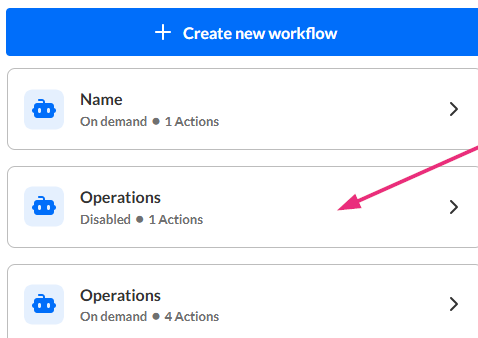 Create new workflow
Name
On demand ● 1 Actions
Operations
Disabled ● 1 Actions
Operations
On demand ● 4 Actions